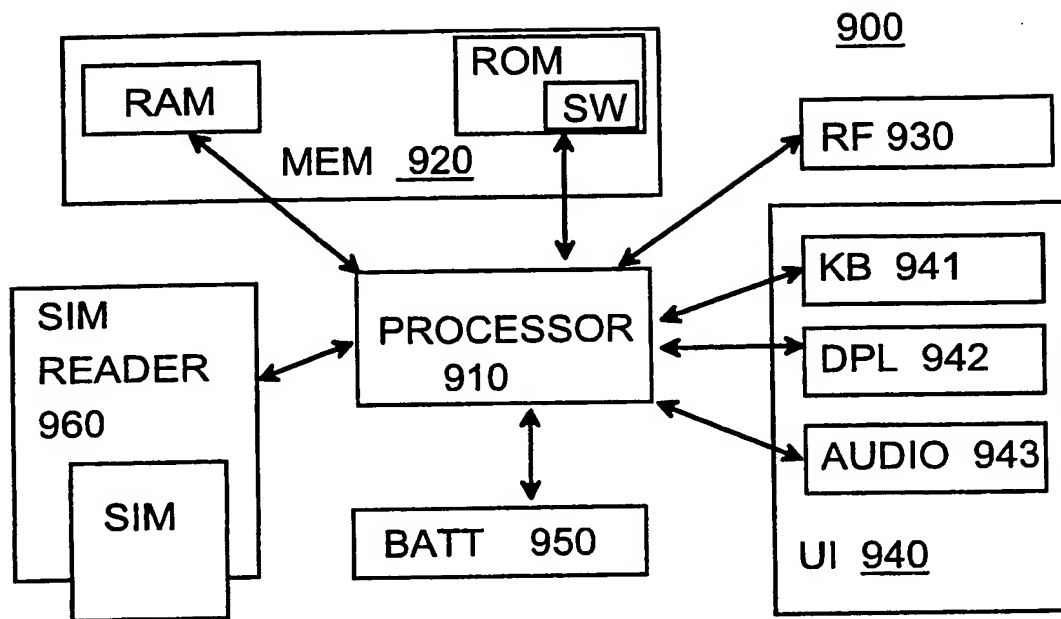 900
RAM
ROM
SW
MEM 920
RF 930
KB 941
DPL 942
AUDIO 943
UI 940
SIM
READER
960
SIM
PROCESSOR
910
BATT 950